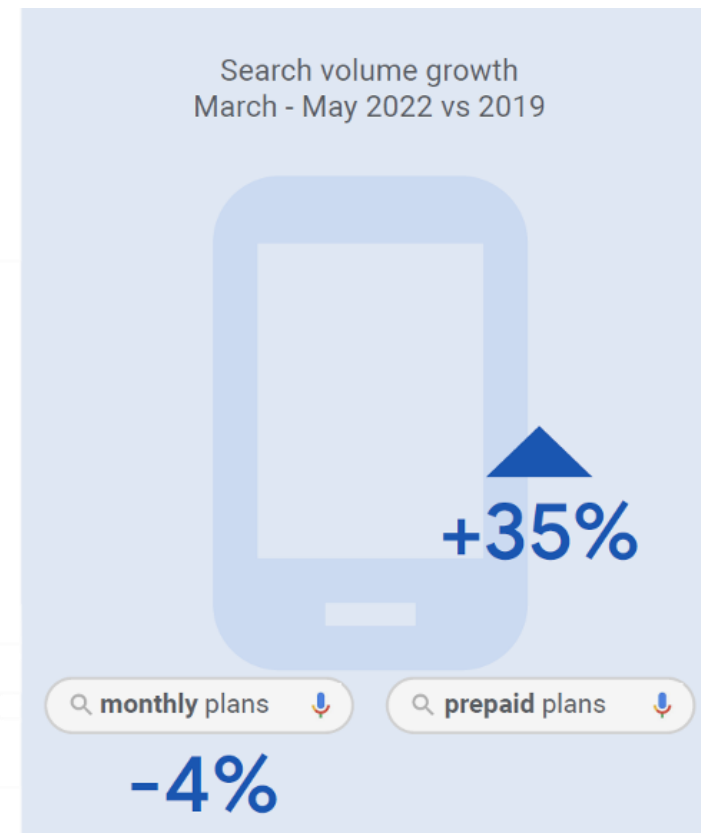 Search volume growth
March - May 2022 vs 2019
+35%
monthly plans
prepaid plans
-4%